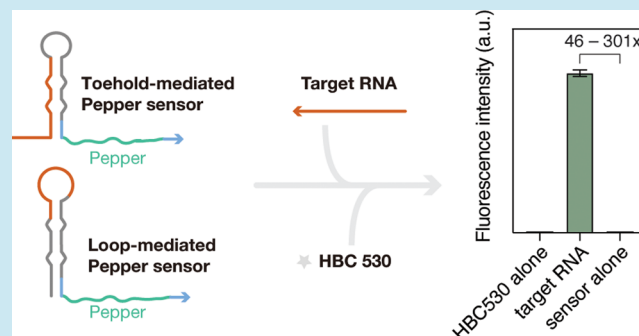 Toehold-mediated
Pepper sensor
Pepper
Target RNA
Loop-mediated
Pepper sensor
Pepper
HBC 530
46 – 301x
Fluorescence intensity (a.u.)
HBC530 alone
target RNA
sensor alone